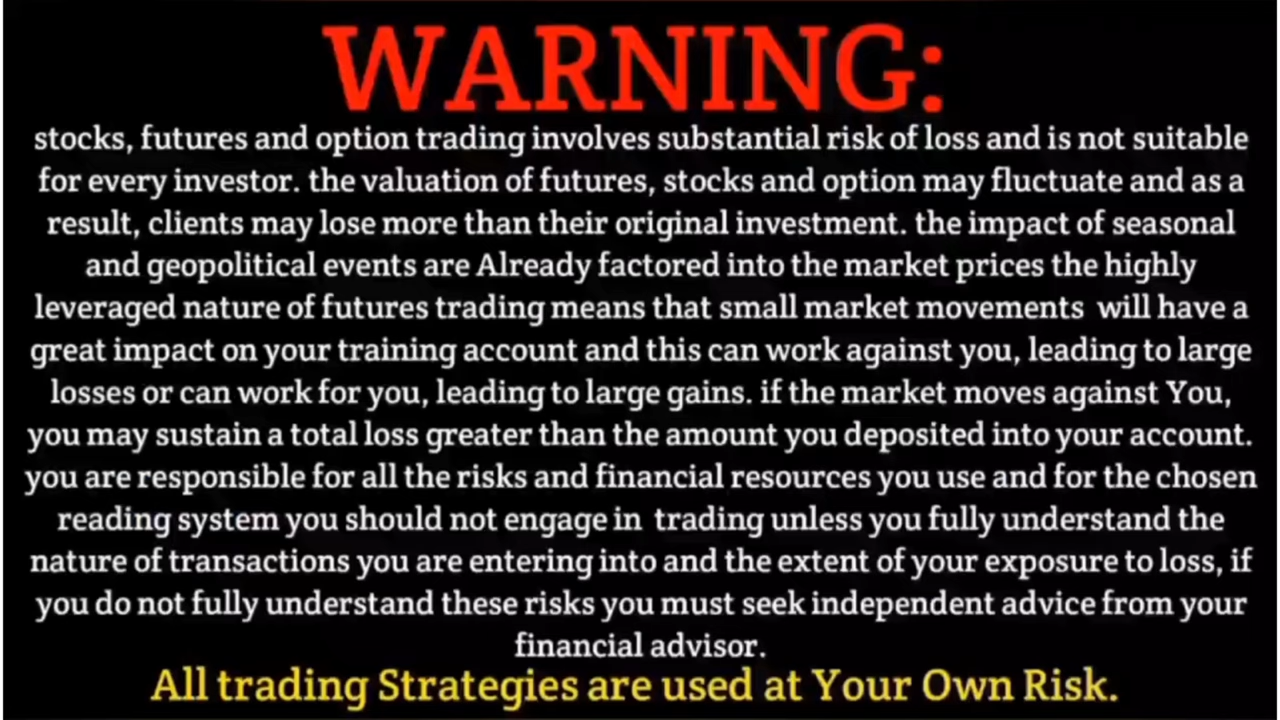 WARNING:
stocks, futures and option trading involves substantial risk of loss and is not suitable
for every investor. the valuation of futures, stocks and option may fluctuate and as a
result, clients may lose more than their original investment. the impact of seasonal
and geopolitical events are Already factored into the market prices the highly
leveraged nature of futures trading means that small market movements will have a
great impact on your training account and this can work against you, leading to large
losses or can work for you, leading to large gains. if the market moves against You,
you may sustain a total loss greater than the amount you deposited into your account.
you are responsible for all the risks and financial resources you use and for the chosen
reading system you should not engage in trading unless you fully understand the
nature of transactions you are entering into and the extent of your exposure to loss, if
you do not fully understand these risks you must seek independent advice from your
financial advisor.
All trading Strategies are used at Your Own Risk.